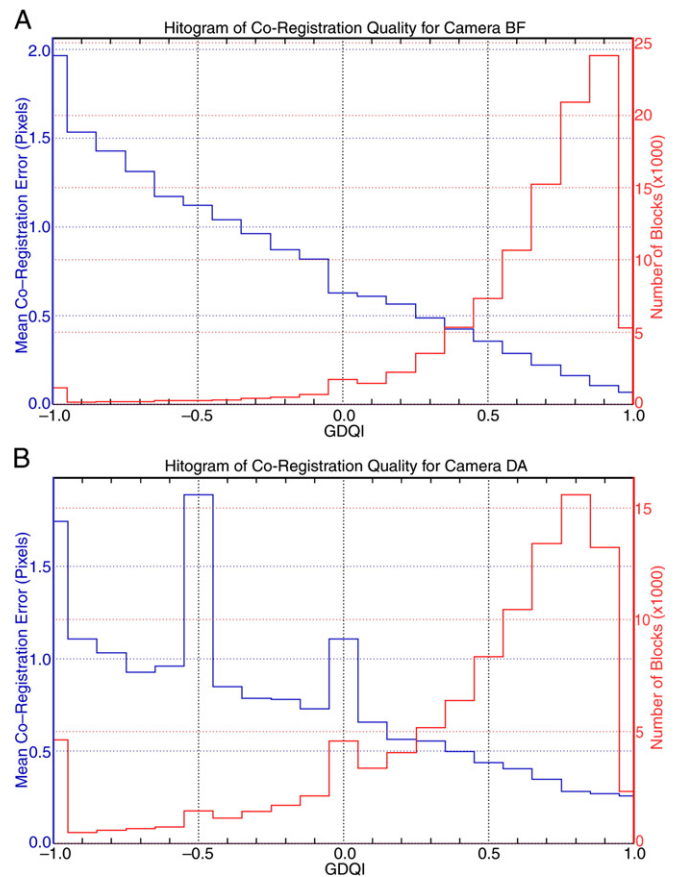 A
Hitogram of Co-Registration Quality for Camera BF
Mean Co–Registration Error (Pixels)
2.0
1.5
1.0
0.5
0.0
Number of Blocks (x1000)
25
20
15
10
5
0
−1.0 −0.5 0.0 0.5 1.0
GDQI
B
Hitogram of Co-Registration Quality for Camera DA
Mean Co–Registration Error (Pixels)
1.5
1.0
0.5
0.0
Number of Blocks (x1000)
15
10
5
0
−1.0 −0.5 0.0 0.5 1.0
GDQI